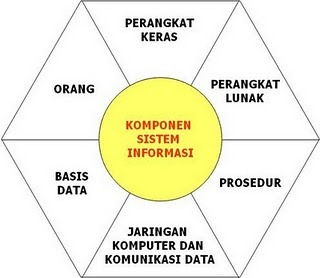 PERANGKAT
KERAS
PERANGKAT
LUNAK
PROSEDUR
JARINGAN
KOMPUTER DAN
KOMUNIKASI DATA
BASIS
DATA
ORANG
KOMPONEN
SISTEM
INFORMASI